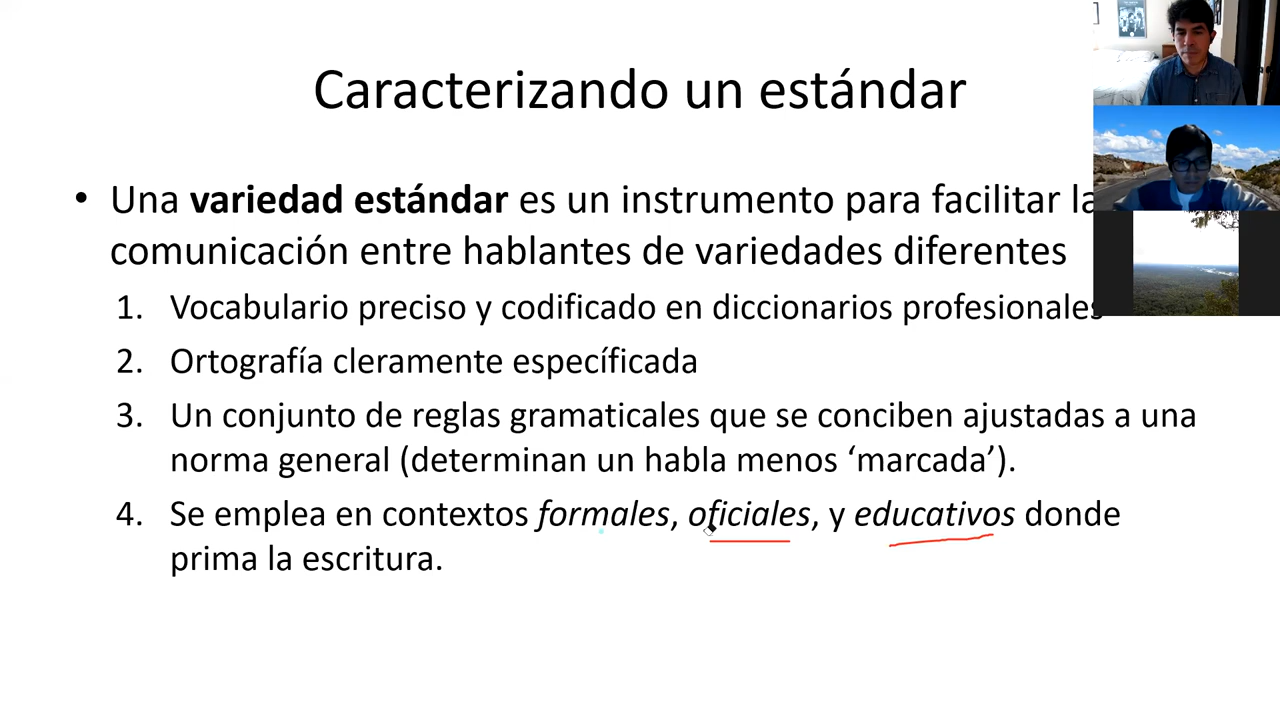 Caracterizando un estándar
• Una variedad estándar es un instrumento para facilitar la
comunicación entre hablantes de variedades diferentes
1. Vocabulario preciso y codificado en diccionarios profesionales
2. Ortografía cleramente específicada
3. Un conjunto de reglas gramaticales que se conciben ajustadas a una
norma general (determinan un habla menos ‘marcada’).
4. Se emplea en contextos formales, oficiales, y educativos donde
prima la escritura.